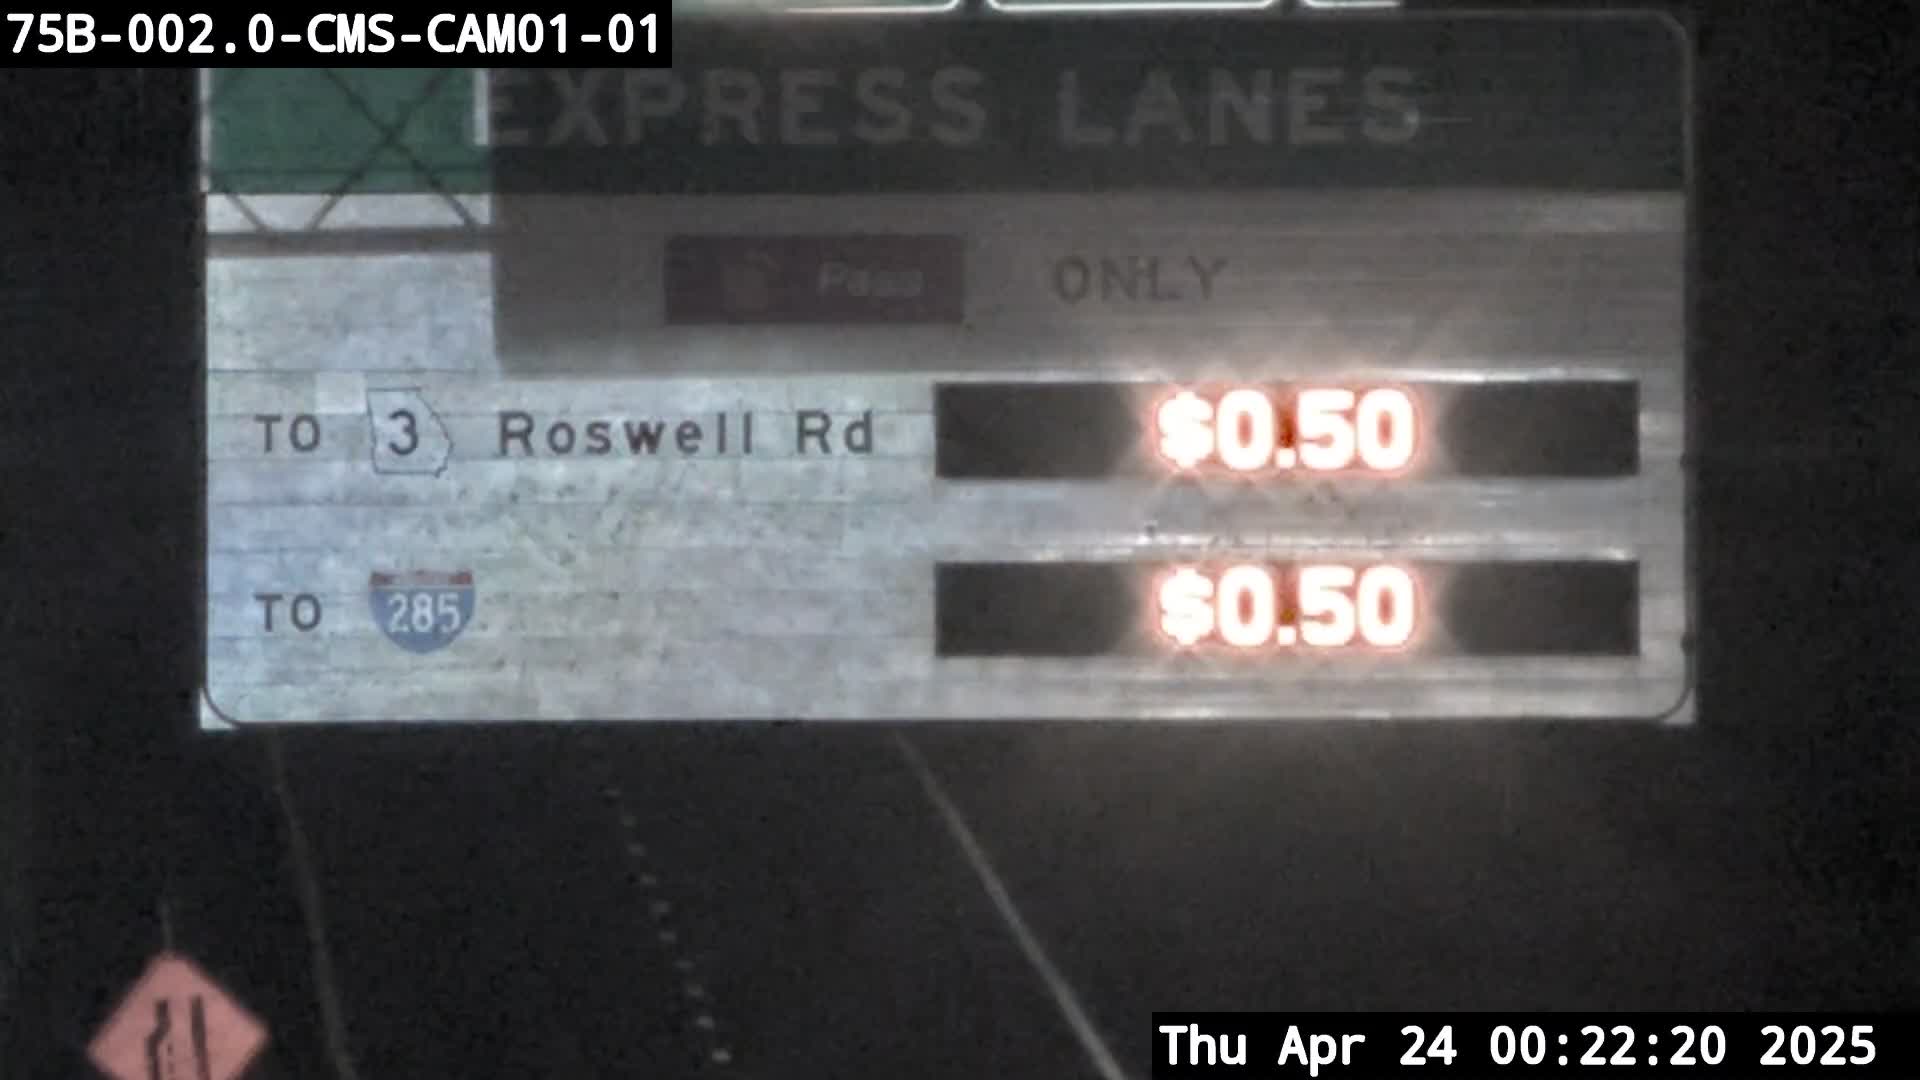 75B-002.0-CMS-CAM01-01
EXPRESS LANES
Pass ONLY
TO 3 Roswell Rd $0.50
TO 285 $0.50
Thu Apr 24 00:22:20 2025